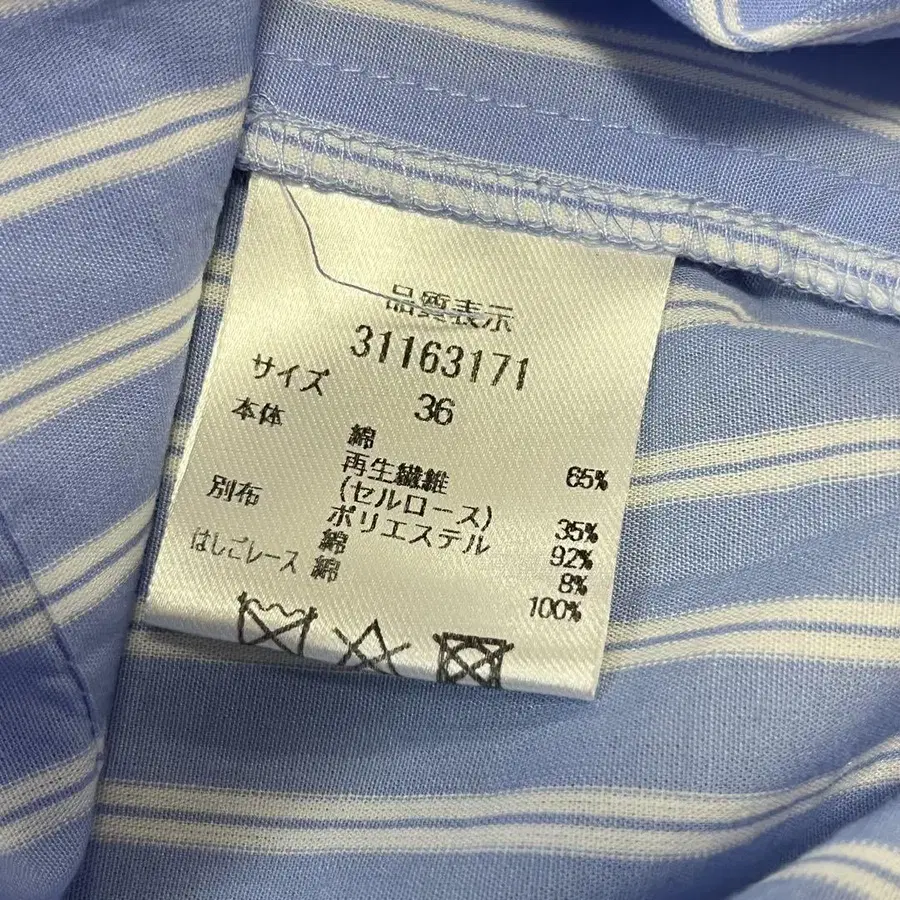 品質表示
31163171
サイズ 36
本体 綿 65%
再生繊維
(セルロース) 35%
別布 ポリエステル 92%
綿 8%
はしごレース 綿 100%